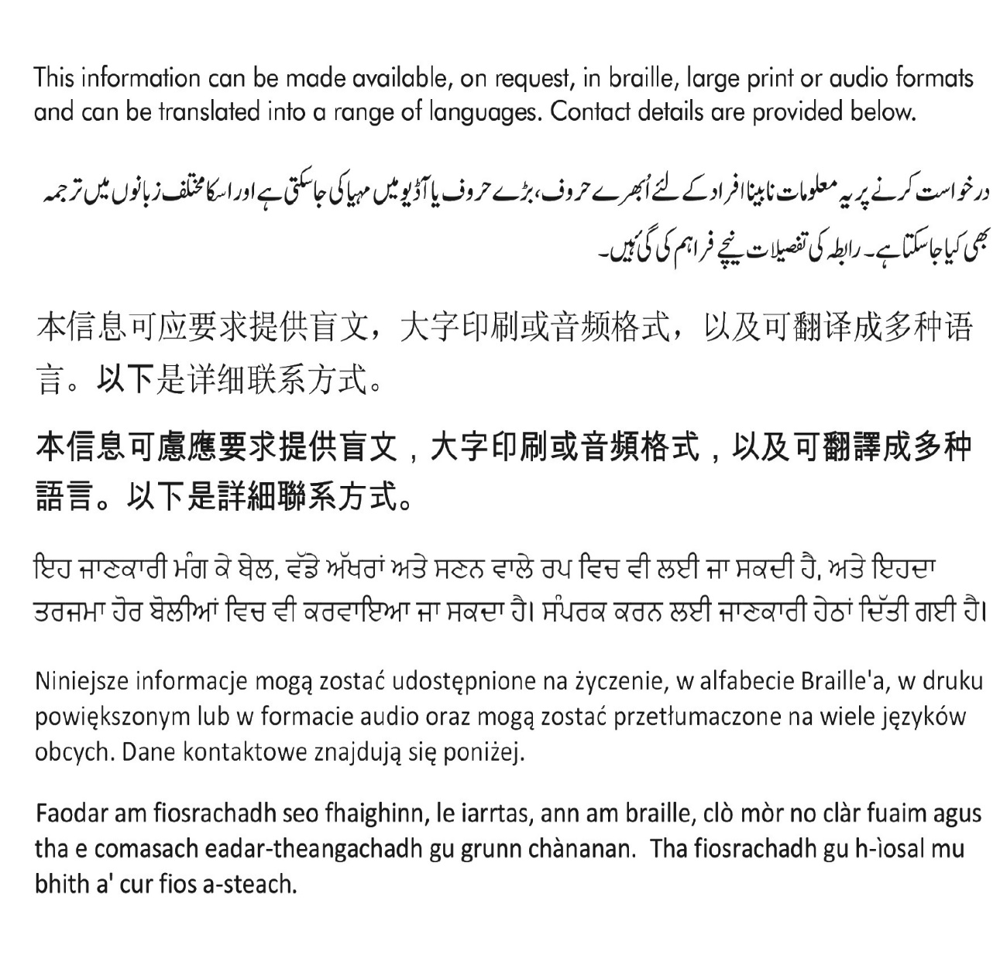 This information can be made available, on request, in braille, large print or audio formats
and can be translated into a range of languages. Contact details are provided below.
درخواست کرنے پر یہ معلومات نابینا افراد کے لئے اُبھرے حروف، بڑے حروف یا آڈیو میں مہیا کی جاسکتی ہے اور اسکا مختلف زبانوں میں ترجمہ
بھی کیا جاسکتا ہے۔ رابطہ کی تفصیلات نیچے فراہم کی گئی ہیں۔
本信息可应要求提供盲文，大字印刷或音频格式，以及可翻译成多种语
言。以下是详细联系方式。
本信息可慮應要求提供盲文，大字印刷或音頻格式，以及可翻譯成多种
語言。以下是詳細聯系方式。
ਇਹ ਜਾਣਕਾਰੀ ਮੰਗ ਕੇ ਬ੍ਰੇਲ, ਵੱਡੇ ਅੱਖਰਾਂ ਅਤੇ ਸਣਨ ਵਾਲੇ ਰਪ ਵਿਚ ਵੀ ਲਈ ਜਾ ਸਕਦੀ ਹੈ, ਅਤੇ ਇਹਦਾ
ਤਰਜਮਾ ਹੋਰ ਬੋਲੀਆਂ ਵਿਚ ਵੀ ਕਰਵਾਇਆ ਜਾ ਸਕਦਾ ਹੈ। ਸੰਪਰਕ ਕਰਨ ਲਈ ਜਾਣਕਾਰੀ ਹੇਠਾਂ ਦਿੱਤੀ ਗਈ ਹੈ।
Niniejsze informacje mogą zostać udostępnione na życzenie, w alfabecie Braille'a, w druku
powiększonym lub w formacie audio oraz mogą zostać przetłumaczone na wiele języków
obcych. Dane kontaktowe znajdują się poniżej.
Faodar am fiosrachadh seo fhaighinn, le iarrtas, ann am braille, clò mòr no clàr fuaim agus
tha e comasach eadar-theangachadh gu grunn chànanan.  Tha fiosrachadh gu h-ìosal mu
bhith a' cur fios a-steach.